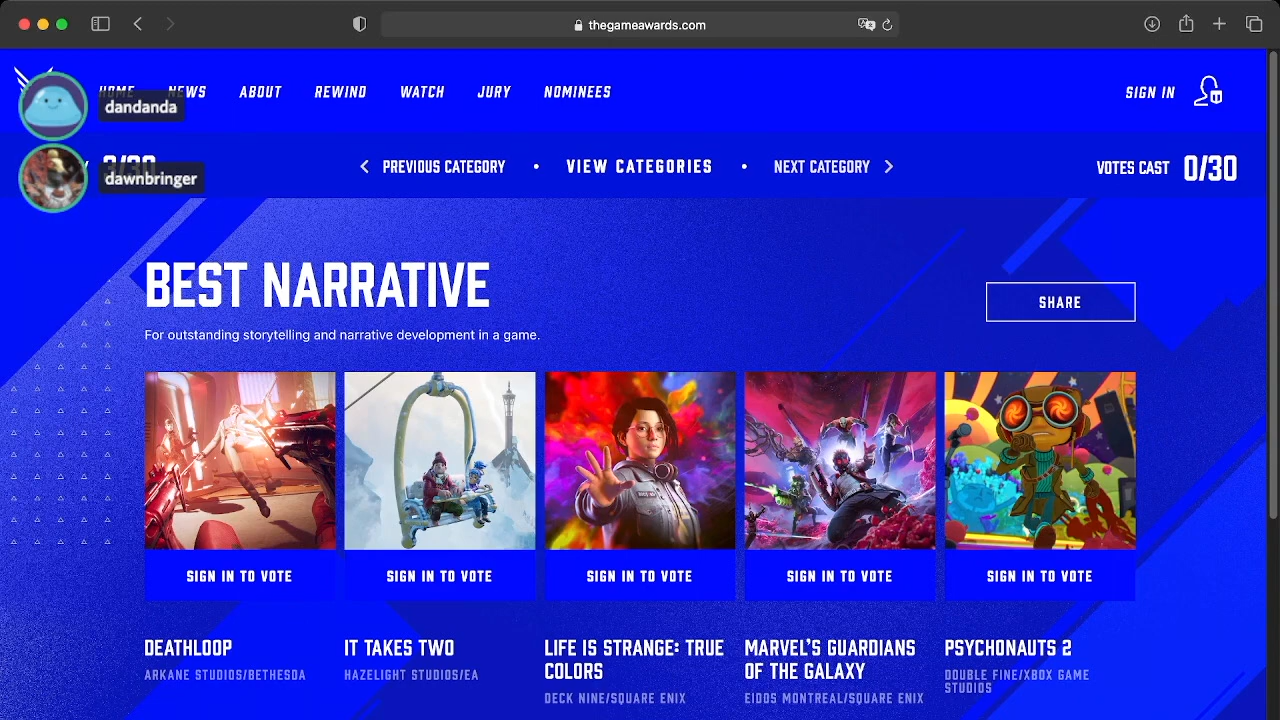 thegameawards.com
HOME NEWS ABOUT REWIND WATCH JURY NOMINEES SIGN IN
dandanda
3/30 PREVIOUS CATEGORY • VIEW CATEGORIES • NEXT CATEGORY VOTES CAST 0/30
dawnbringer
BEST NARRATIVE
SHARE
For outstanding storytelling and narrative development in a game.
SIGN IN TO VOTE SIGN IN TO VOTE SIGN IN TO VOTE SIGN IN TO VOTE SIGN IN TO VOTE
DEATHLOOP
ARKANE STUDIOS/BETHESDA
IT TAKES TWO
HAZELIGHT STUDIOS/EA
LIFE IS STRANGE: TRUE
COLORS
DECK NINE/SQUARE ENIX
MARVEL'S GUARDIANS
OF THE GALAXY
EIDOS MONTREAL/SQUARE ENIX
PSYCHONAUTS 2
DOUBLE FINE/XBOX GAME
STUDIOS